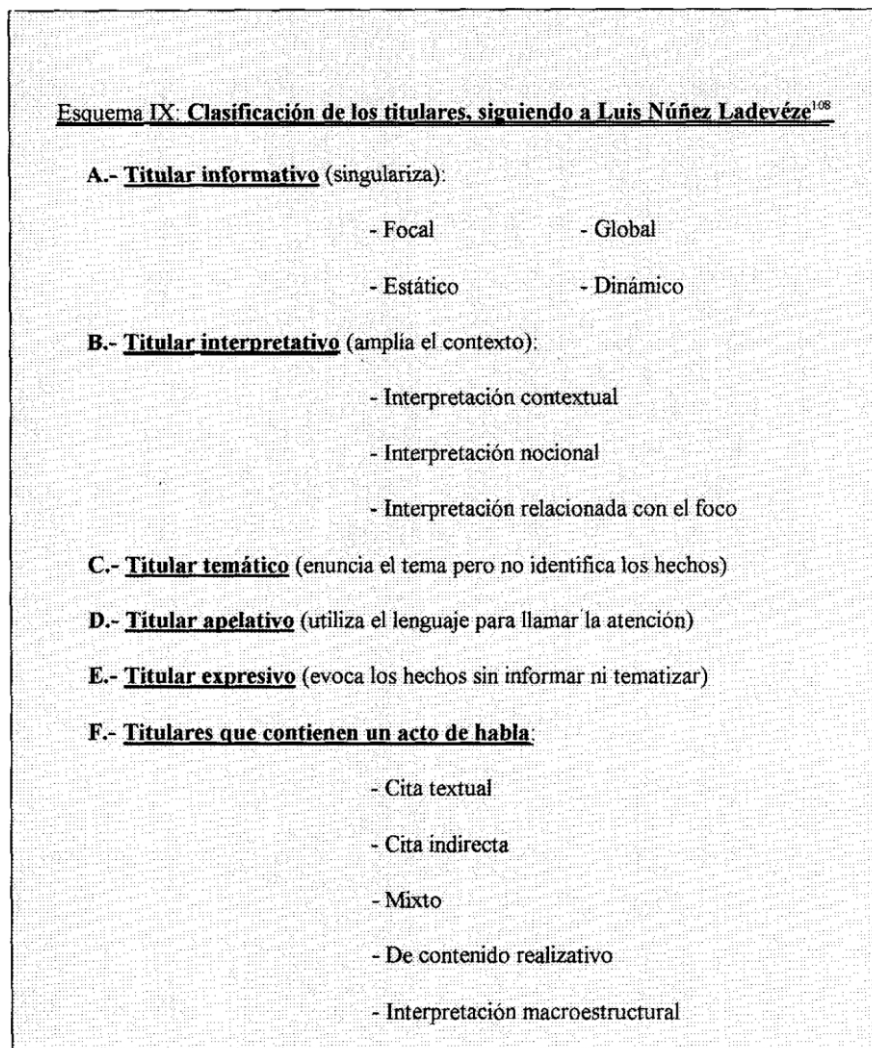 Esquema IX: Clasificación de los titulares, siguiendo a Luis Núñez Ladevéze108
A.- Titular informativo (singulariza):
- Focal - Global
- Estático - Dinámico
B.- Titular interpretativo (amplía el contexto):
- Interpretación contextual
- Interpretación nocional
- Interpretación relacionada con el foco
C.- Titular temático (enuncia el tema pero no identifica los hechos)
D.- Titular apelativo (utiliza el lenguaje para llamar la atención)
E.- Titular expresivo (evoca los hechos sin informar ni tematizar)
F.- Titulares que contienen un acto de habla:
- Cita textual
- Cita indirecta
- Mixto
- De contenido realizativo
- Interpretación macroestructural